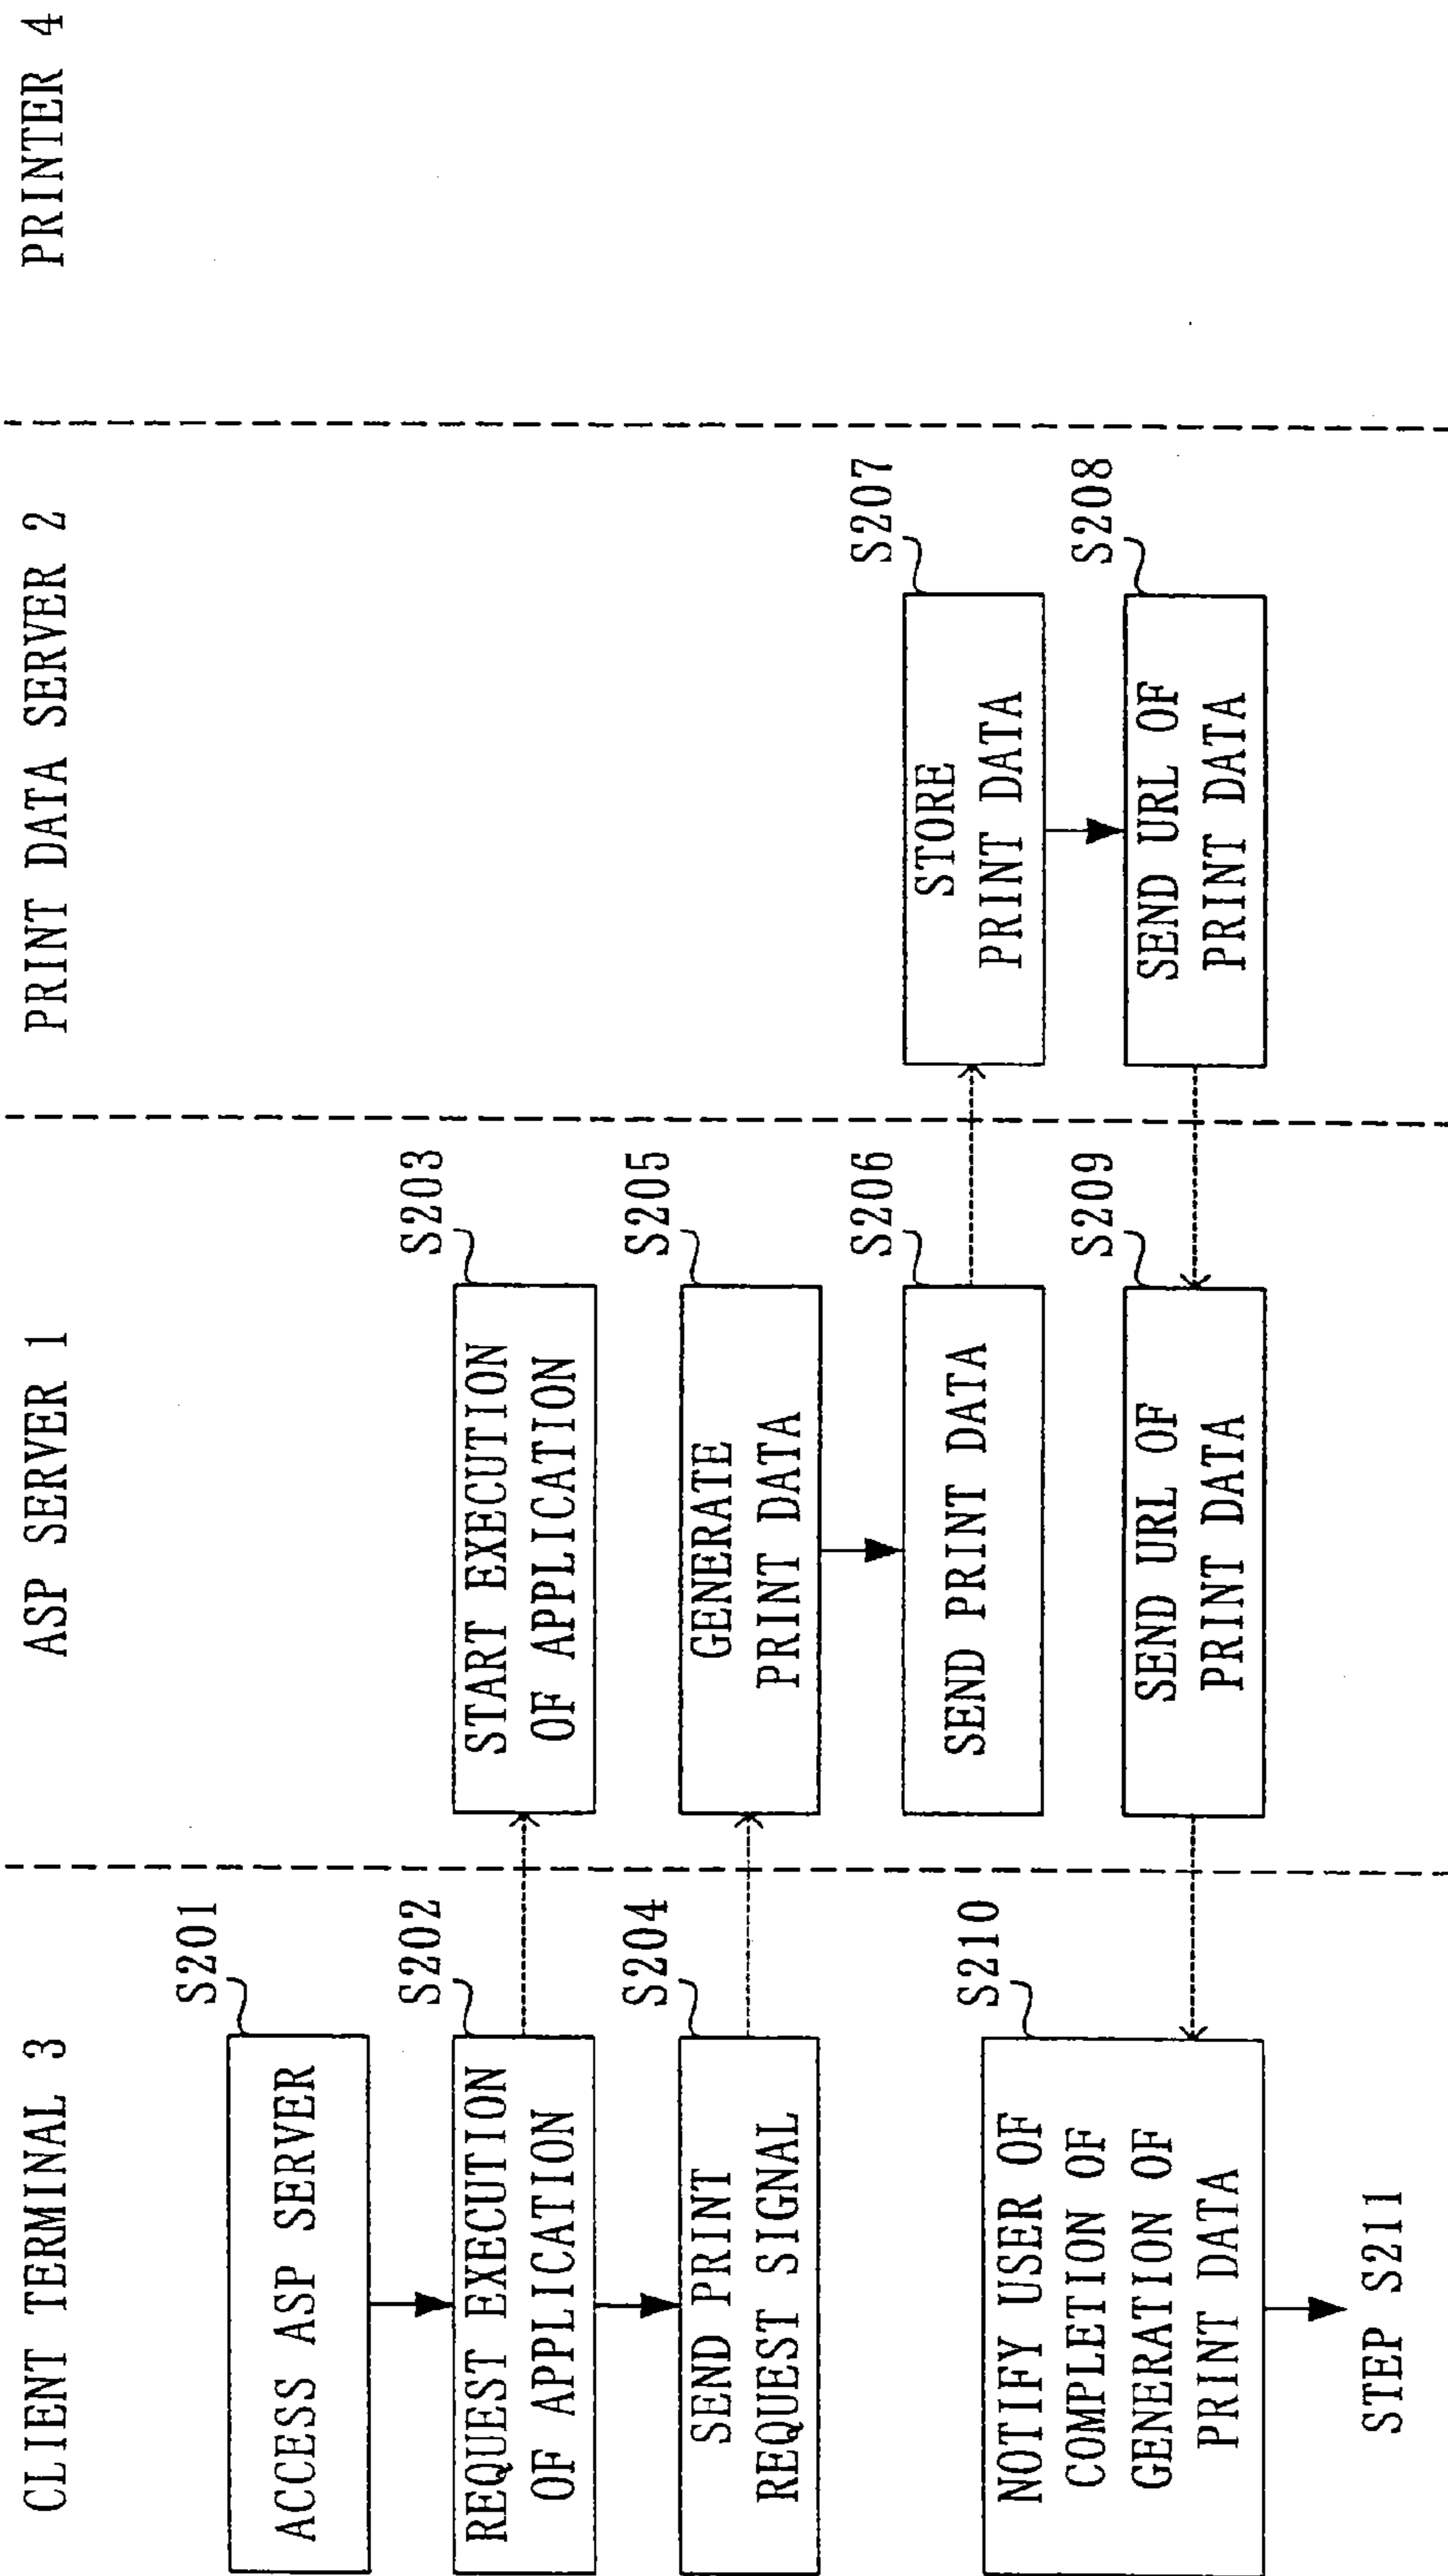 CLIENT TERMINAL 3
ASP SERVER 1
PRINT DATA SERVER 2
PRINTER 4
S201
ACCESS ASP SERVER
S202
REQUEST EXECUTION
OF APPLICATION
S203
START EXECUTION
OF APPLICATION
S204
SEND PRINT
REQUEST SIGNAL
S205
GENERATE
PRINT DATA
S206
SEND PRINT DATA
S207
STORE
PRINT DATA
S208
SEND URL OF
PRINT DATA
S209
SEND URL OF
PRINT DATA
S210
NOTIFY USER OF
COMPLETION OF
GENERATION OF
PRINT DATA
STEP S211